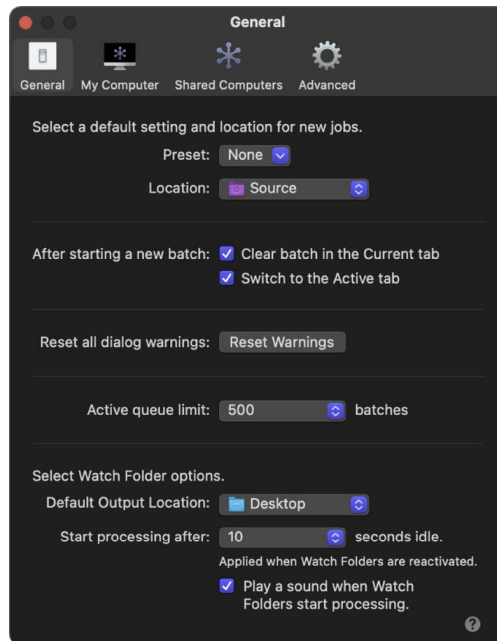 General
General My Computer Shared Computers Advanced
Select a default setting and location for new jobs.
Preset: None
Location: Source
After starting a new batch: Clear batch in the Current tab
Switch to the Active tab
Reset all dialog warnings: Reset Warnings
Active queue limit: 500 batches
Select Watch Folder options.
Default Output Location: Desktop
Start processing after: 10 seconds idle.
Applied when Watch Folders are reactivated.
Play a sound when Watch
Folders start processing.
?